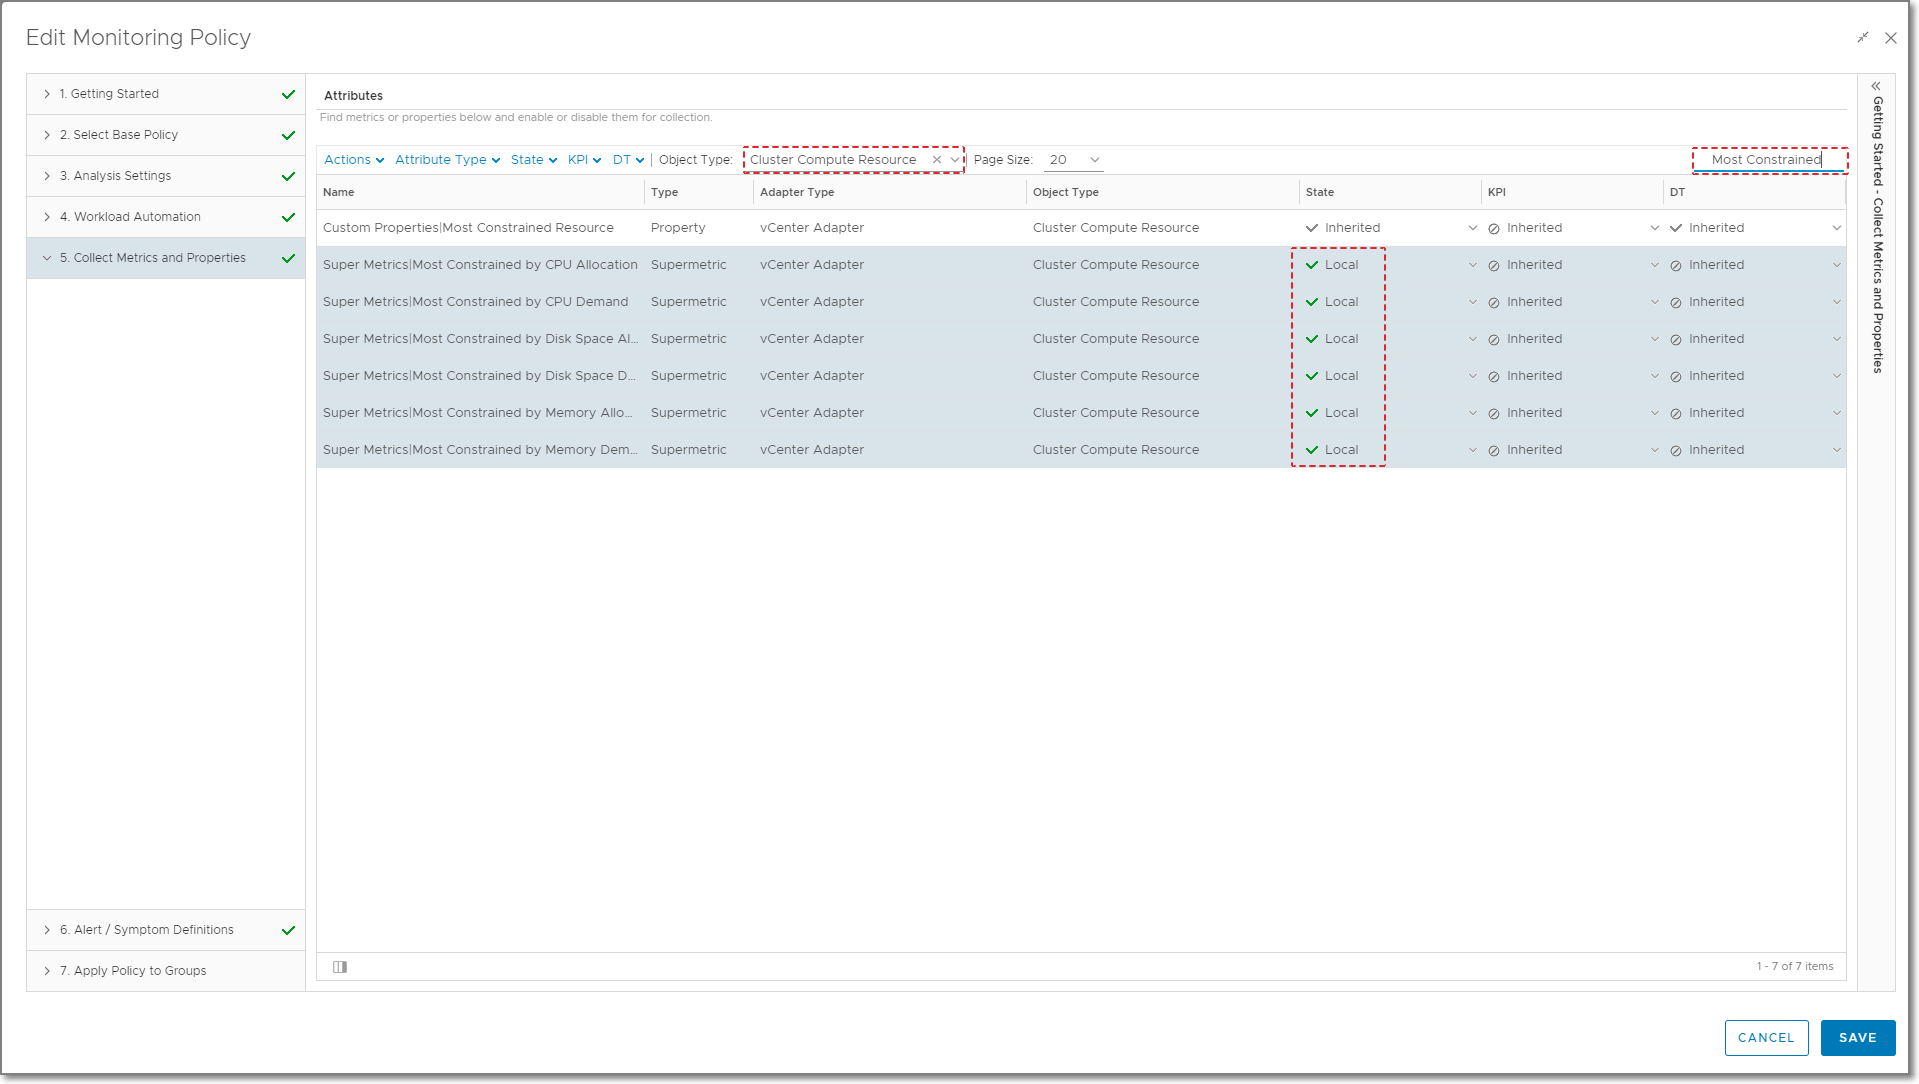 Edit Monitoring Policy
1. Getting Started
2. Select Base Policy
3. Analysis Settings
4. Workload Automation
5. Collect Metrics and Properties
6. Alert / Symptom Definitions
7. Apply Policy to Groups
Attributes
Find metrics or properties below and enable or disable them for collection.
Actions Attribute Type State KPI DT | Object Type: Cluster Compute Resource | Page Size: 20 Most Constrained
Name Type Adapter Type Object Type State KPI DT
Custom Properties|Most Constrained Resource Property vCenter Adapter Cluster Compute Resource Inherited Inherited Inherited
Super Metrics|Most Constrained by CPU Allocation Supermetric vCenter Adapter Cluster Compute Resource Local Inherited Inherited
Super Metrics|Most Constrained by CPU Demand Supermetric vCenter Adapter Cluster Compute Resource Local Inherited Inherited
Super Metrics|Most Constrained by Disk Space Al... Supermetric vCenter Adapter Cluster Compute Resource Local Inherited Inherited
Super Metrics|Most Constrained by Disk Space D... Supermetric vCenter Adapter Cluster Compute Resource Local Inherited Inherited
Super Metrics|Most Constrained by Memory Allo... Supermetric vCenter Adapter Cluster Compute Resource Local Inherited Inherited
Super Metrics|Most Constrained by Memory Dem... Supermetric vCenter Adapter Cluster Compute Resource Local Inherited Inherited
1 - 7 of 7 items
Getting Started - Collect Metrics and Properties
CANCEL
SAVE